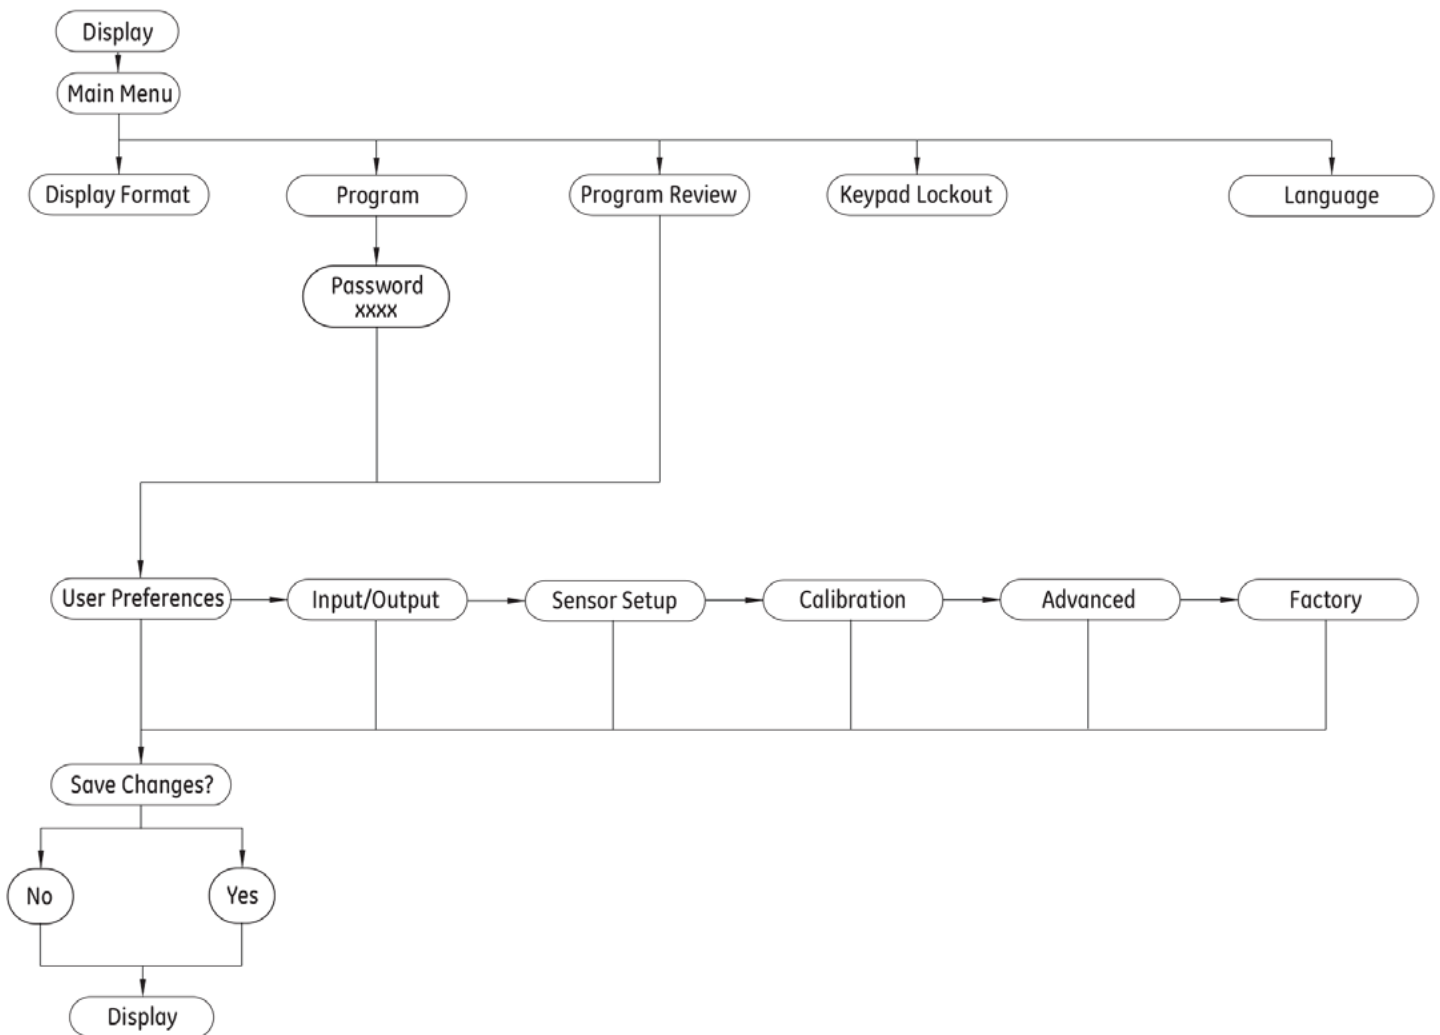 Display
Main Menu
Display Format
Program
Program Review
Keypad Lockout
Language
Password
xxxx
User Preferences
Input/Output
Sensor Setup
Calibration
Advanced
Factory
Save Changes?
No
Yes
Display